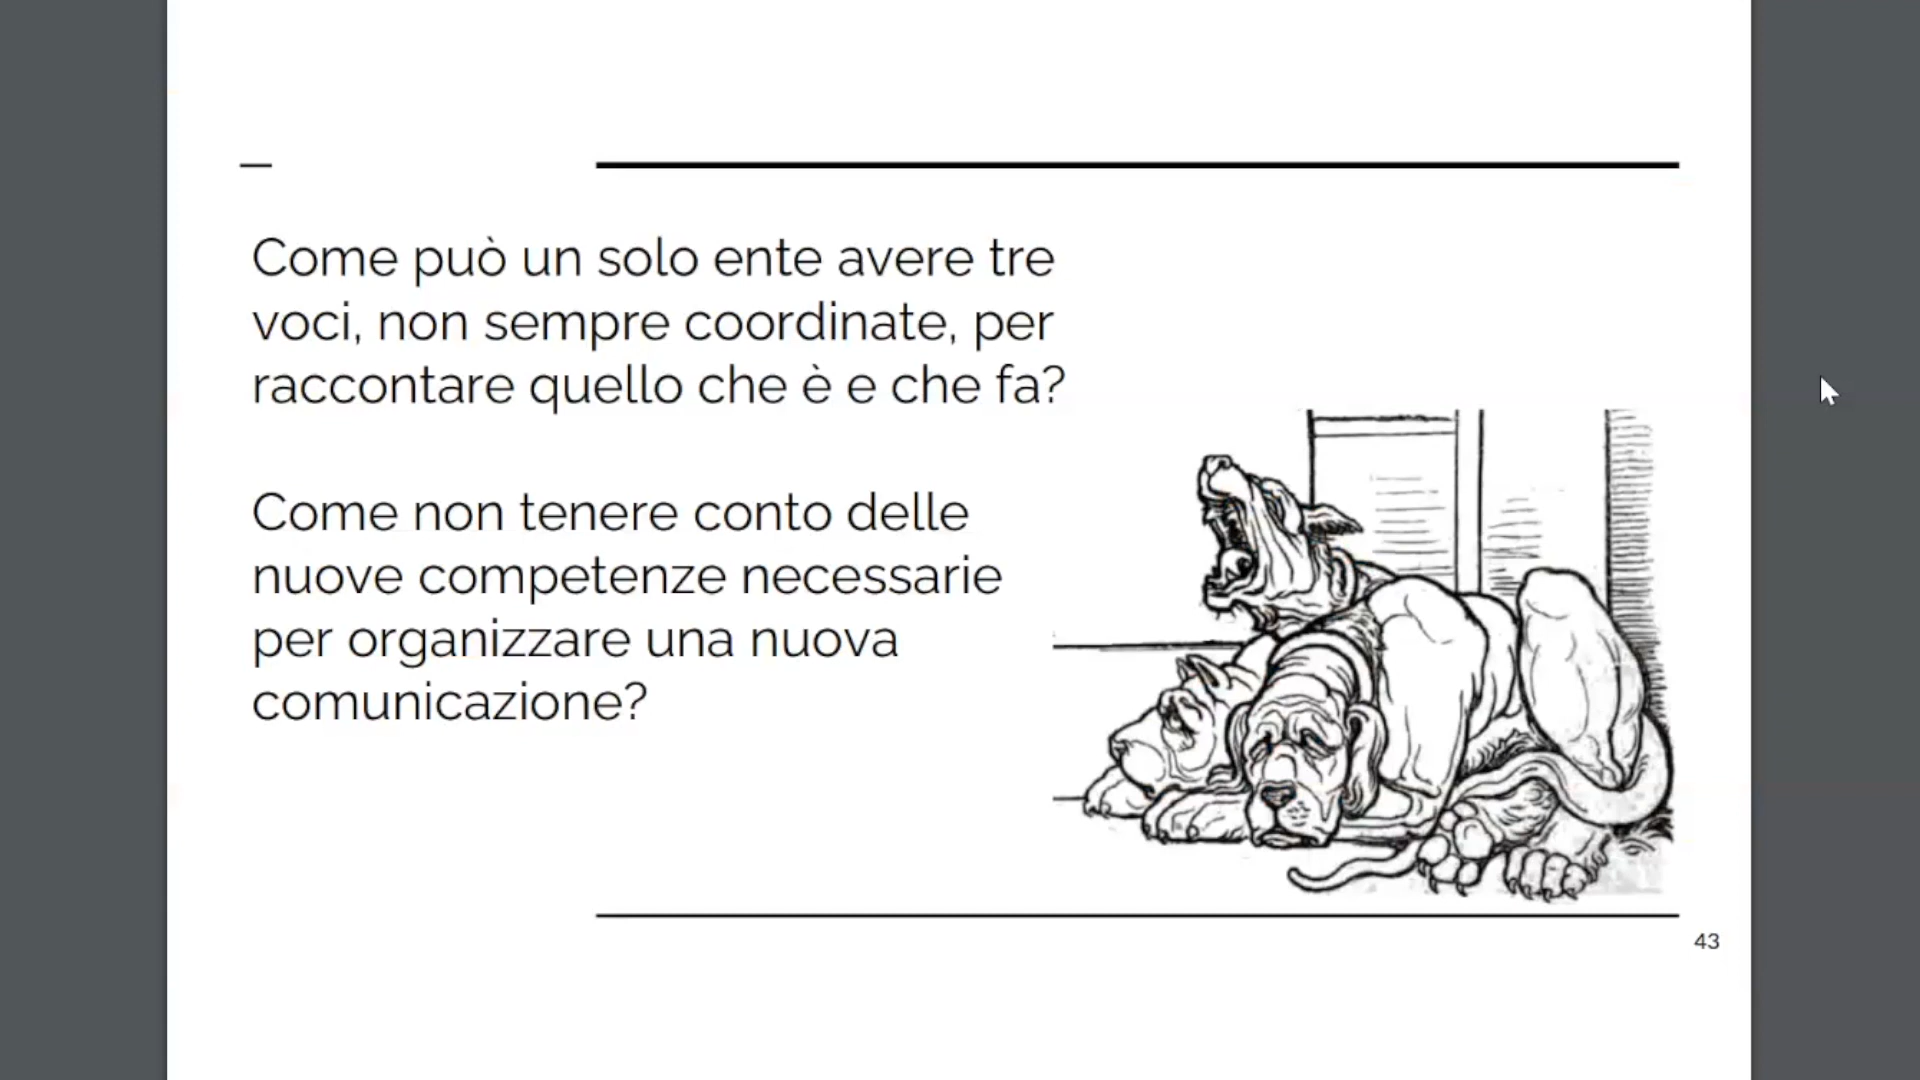 Come può un solo ente avere tre
voci, non sempre coordinate, per
raccontare quello che è e che fa?
Come non tenere conto delle
nuove competenze necessarie
per organizzare una nuova
comunicazione?
43